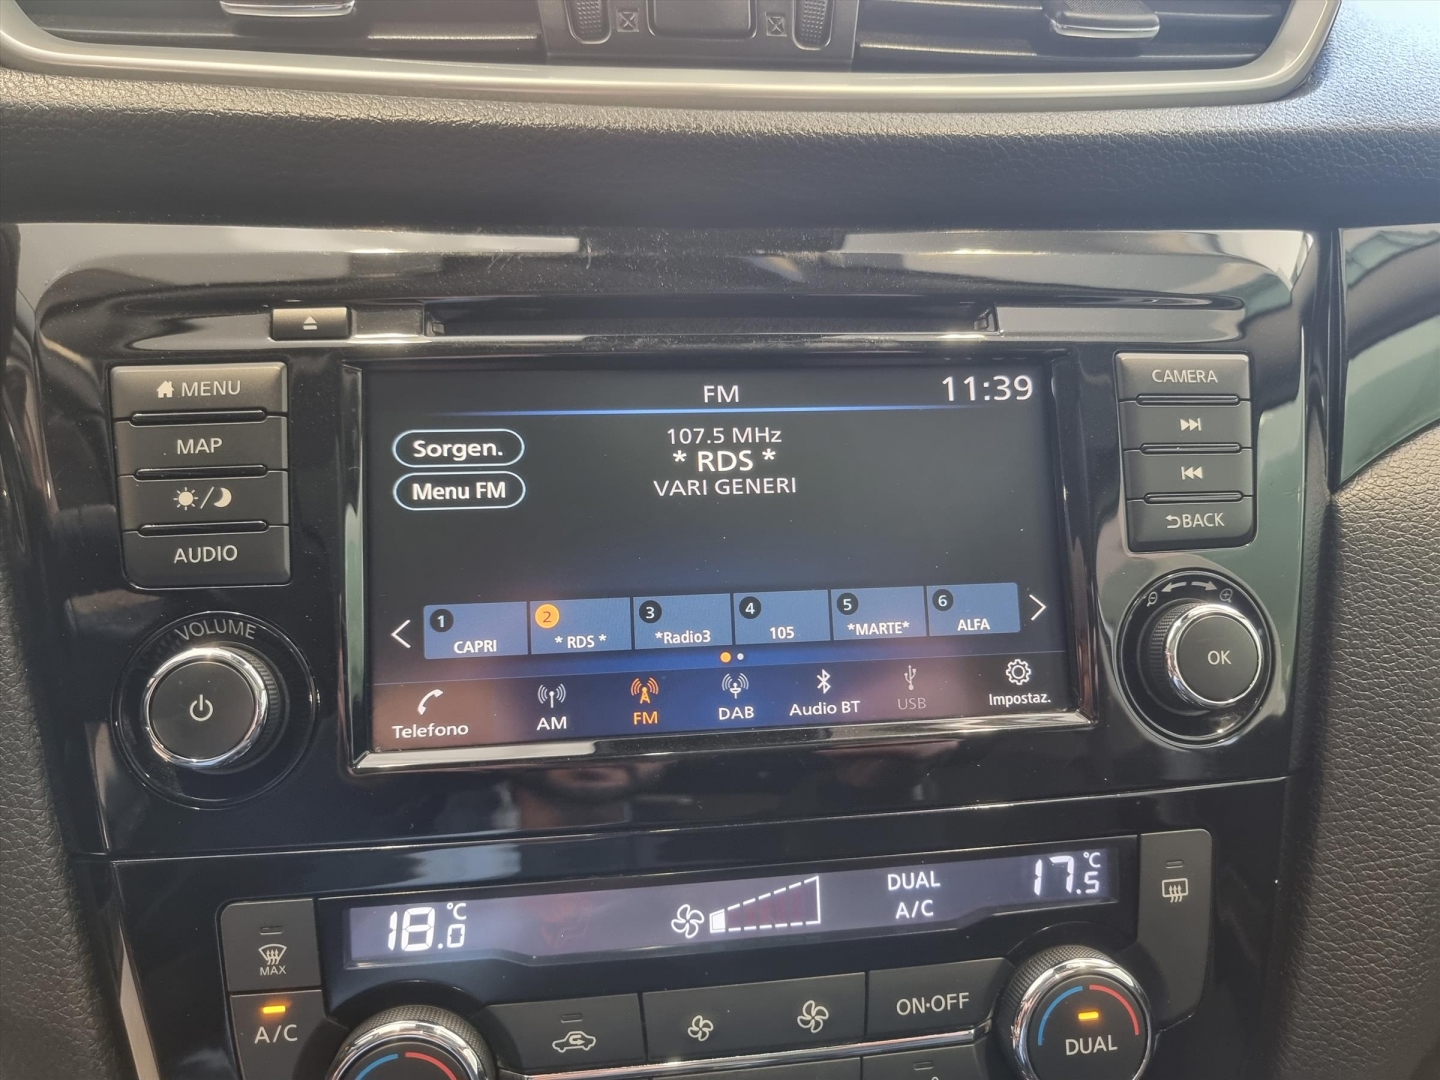 MENU
MAP
AUDIO
VOLUME
FM
11:39
Sorgen.
Menu FM
107.5 MHz
* RDS *
VARI GENERI
1 CAPRI
2 * RDS *
3 *Radio3
4 105
5 *MARTE*
6 ALFA
Telefono
AM
FM
DAB
Audio BT
USB
Impostaz.
CAMERA
BACK
OK
18.0 °C
DUAL
A/C
17.5 °C
MAX
A/C
ON·OFF
DUAL